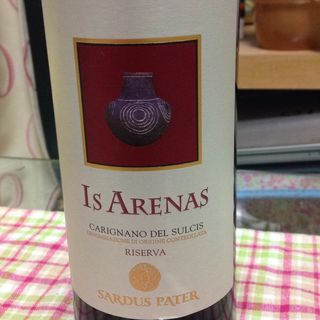 IS ARENAS
CARIGNANO DEL SULCIS
DENOMINAZIONE DI ORIGINE CONTROLLATA
RISERVA
SARDUS PATER